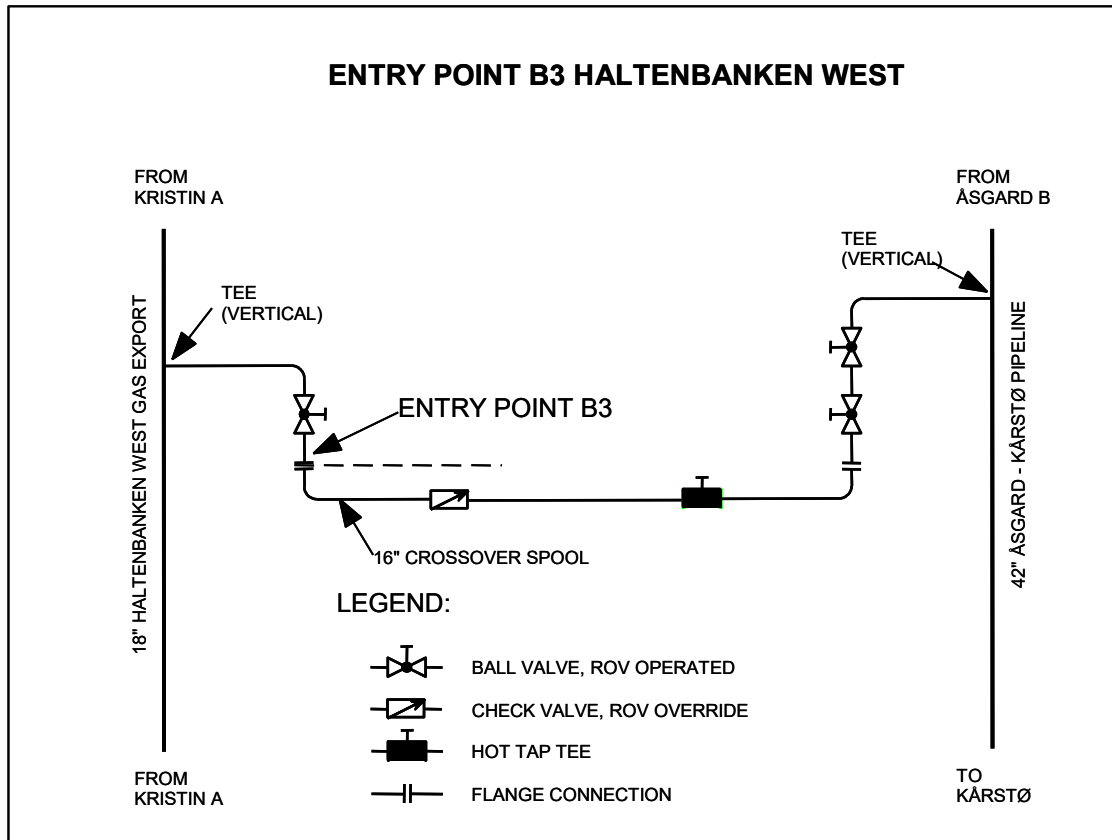 ENTRY POINT B3 HALTENBANKEN WEST
FROM
KRISTIN A
FROM
ÅSGARD B
TEE
(VERTICAL)
TEE
(VERTICAL)
18" HALTENBANKEN WEST GAS EXPORT
42" ÅSGARD - KÅRSTØ PIPELINE
ENTRY POINT B3
16" CROSSOVER SPOOL
LEGEND:
BALL VALVE, ROV OPERATED
CHECK VALVE, ROV OVERRIDE
HOT TAP TEE
FLANGE CONNECTION
FROM
KRISTIN A
TO
KÅRSTØ